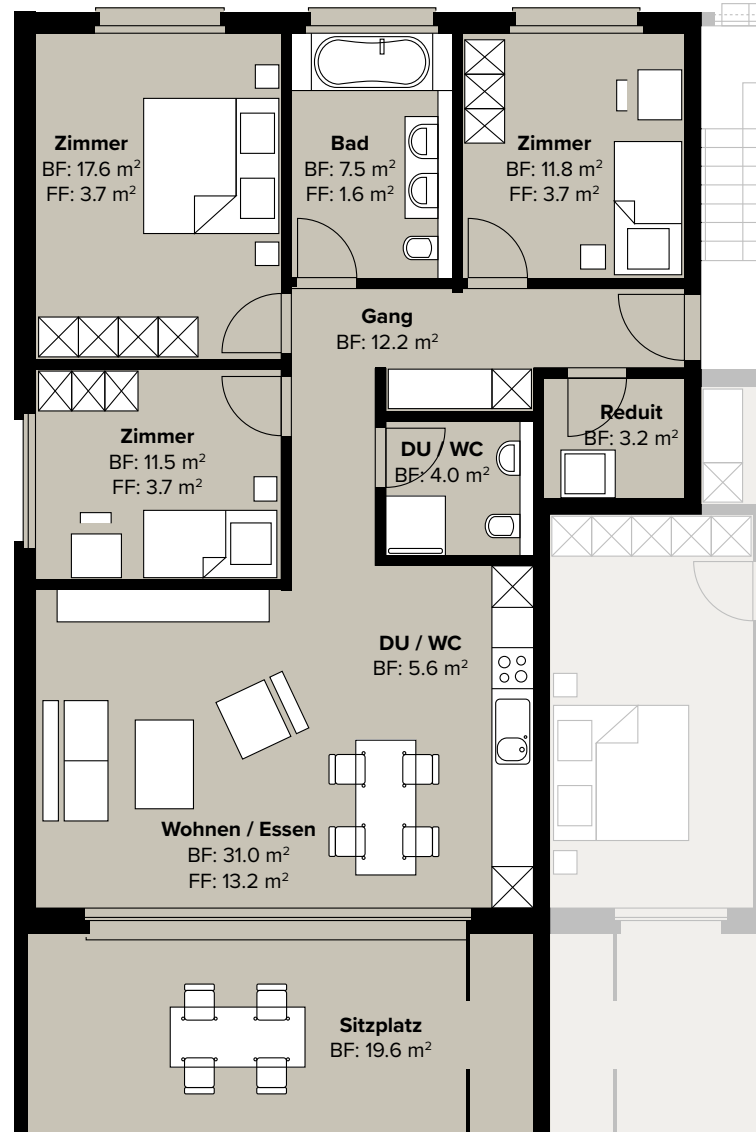 Zimmer
BF: 17.6 m²
FF: 3.7 m²
Bad
BF: 7.5 m²
FF: 1.6 m²
Zimmer
BF: 11.8 m²
FF: 3.7 m²
Gang
BF: 12.2 m²
Zimmer
BF: 11.5 m²
FF: 3.7 m²
DU / WC
BF: 4.0 m²
Reduit
BF: 3.2 m²
DU / WC
BF: 5.6 m²
Wohnen / Essen
BF: 31.0 m²
FF: 13.2 m²
Sitzplatz
BF: 19.6 m²